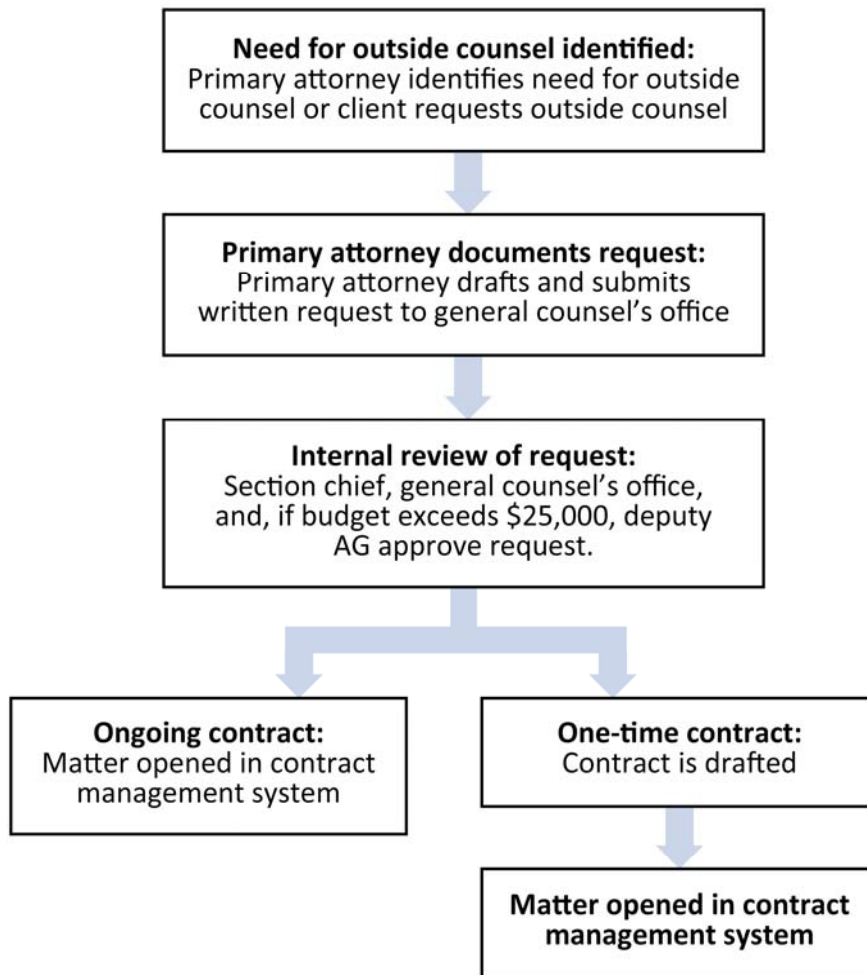 Need for outside counsel identified:
Primary attorney identifies need for outside
counsel or client requests outside counsel
Primary attorney documents request:
Primary attorney drafts and submits
written request to general counsel’s office
Internal review of request:
Section chief, general counsel’s office,
and, if budget exceeds $25,000, deputy
AG approve request.
Ongoing contract:
Matter opened in contract
management system
One-time contract:
Contract is drafted
Matter opened in contract
management system